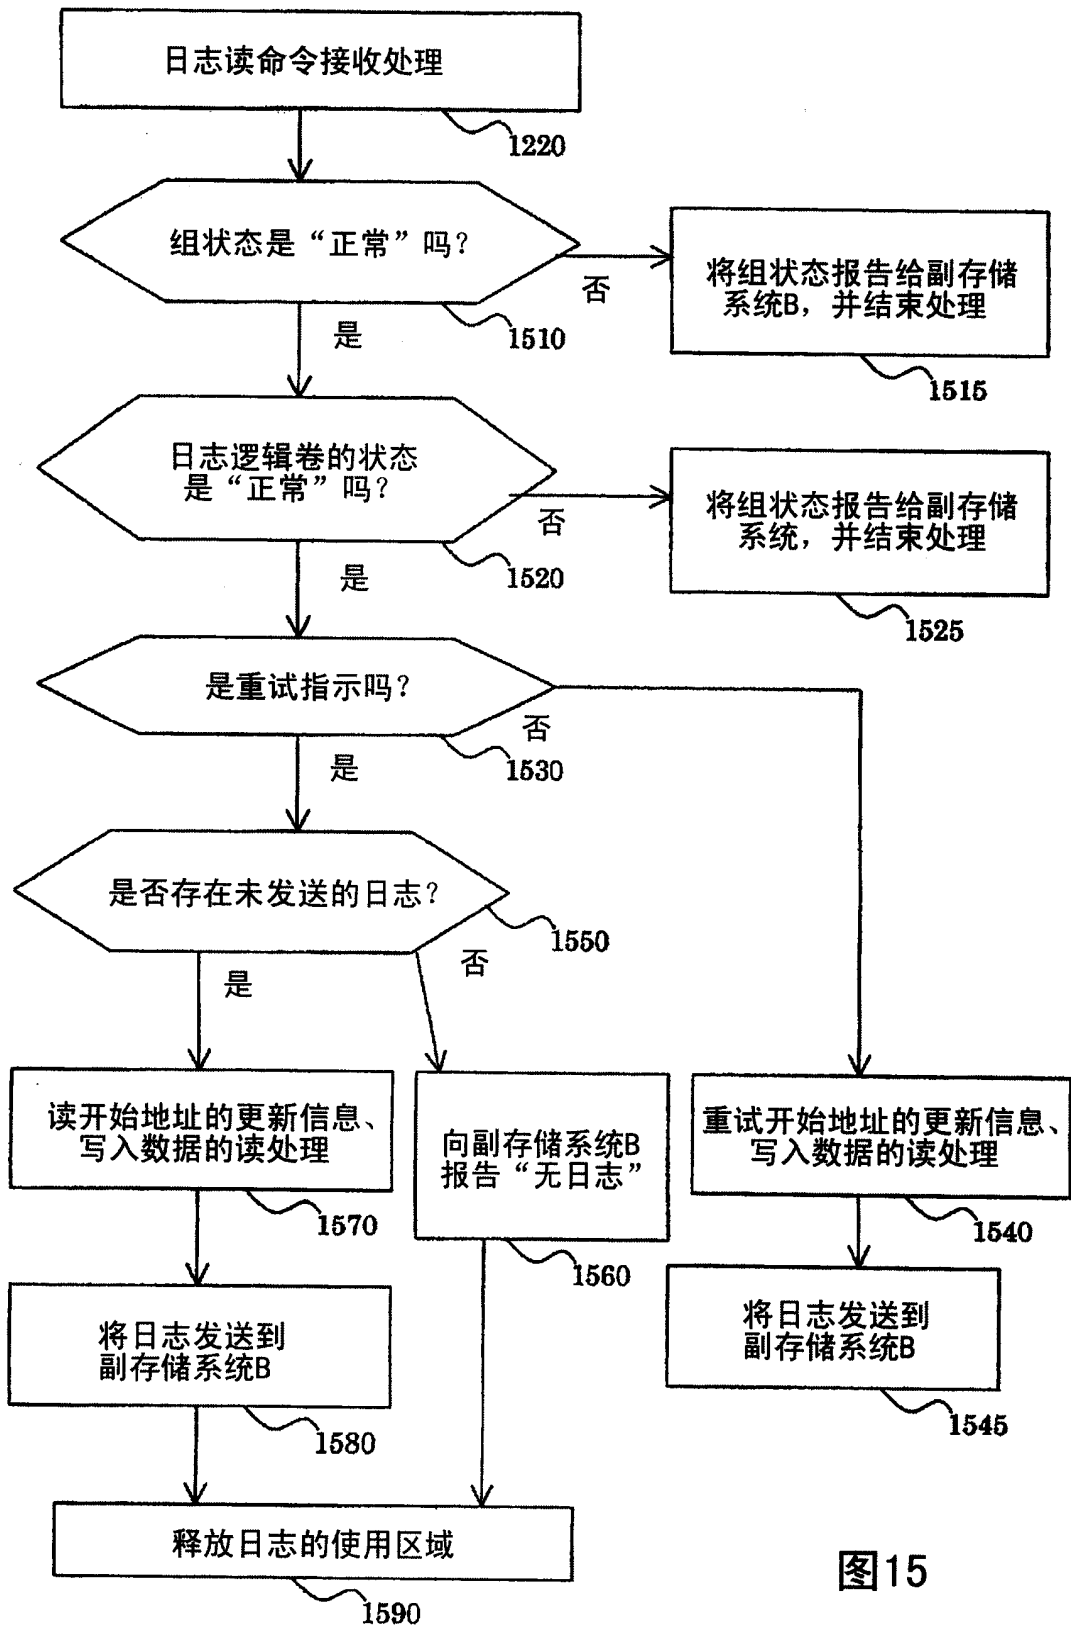 日志读命令接收处理
1220
组状态是“正常”吗？
否
是
1510
将组状态报告给副存储
系统B，并结束处理
1515
日志逻辑卷的状态
是“正常”吗？
否
是
1520
将组状态报告给副存储
系统，并结束处理
1525
是重试指示吗？
否
是
1530
是否存在未发送的日志？
1550
是
否
读开始地址的更新信息、
写入数据的读处理
1570
向副存储系统B
报告“无日志”
1560
重试开始地址的更新信息、
写入数据的读处理
1540
将日志发送到
副存储系统B
1580
将日志发送到
副存储系统B
1545
释放日志的使用区域
1590
图15